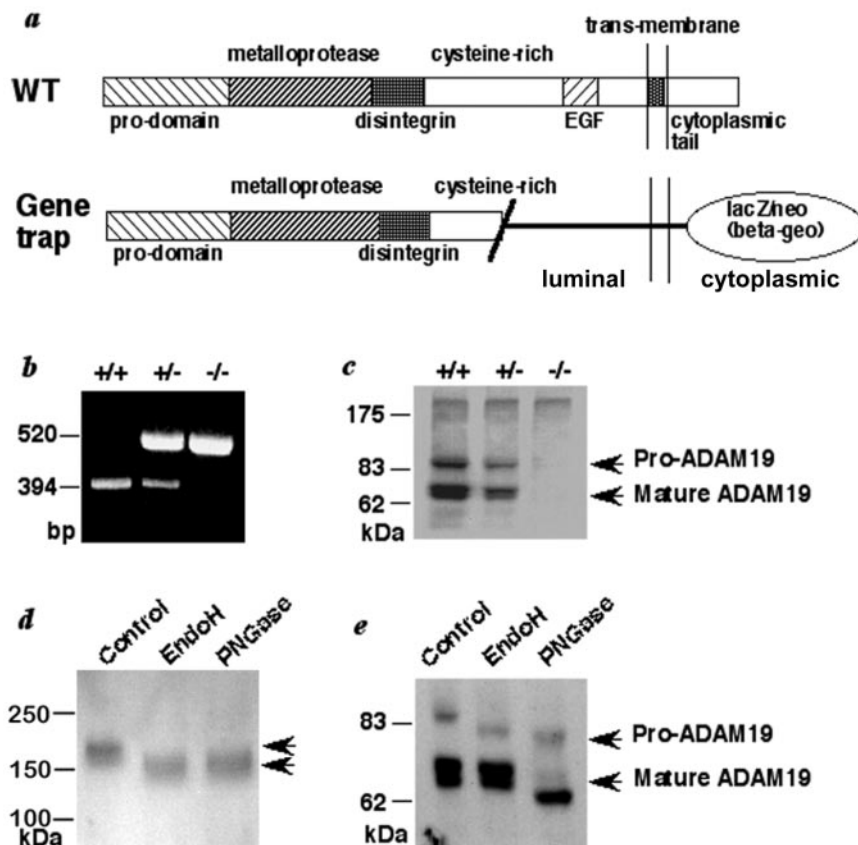 a
trans-membrane
metalloprotease cysteine-rich
WT
pro-domain disintegrin EGF cytoplasmic
tail
metalloprotease cysteine-rich
Gene
trap
lacZ/neo
(beta-geo)
pro-domain disintegrin
luminal cytoplasmic
b +/+ +/- -/-
520
394
bp
c +/+ +/- -/-
175
83
62
kDa
Pro-ADAM19
Mature ADAM19
d Control EndoH PNGase
250
150
100
kDa
e Control EndoH PNGase
83
62
kDa
Pro-ADAM19
Mature ADAM19